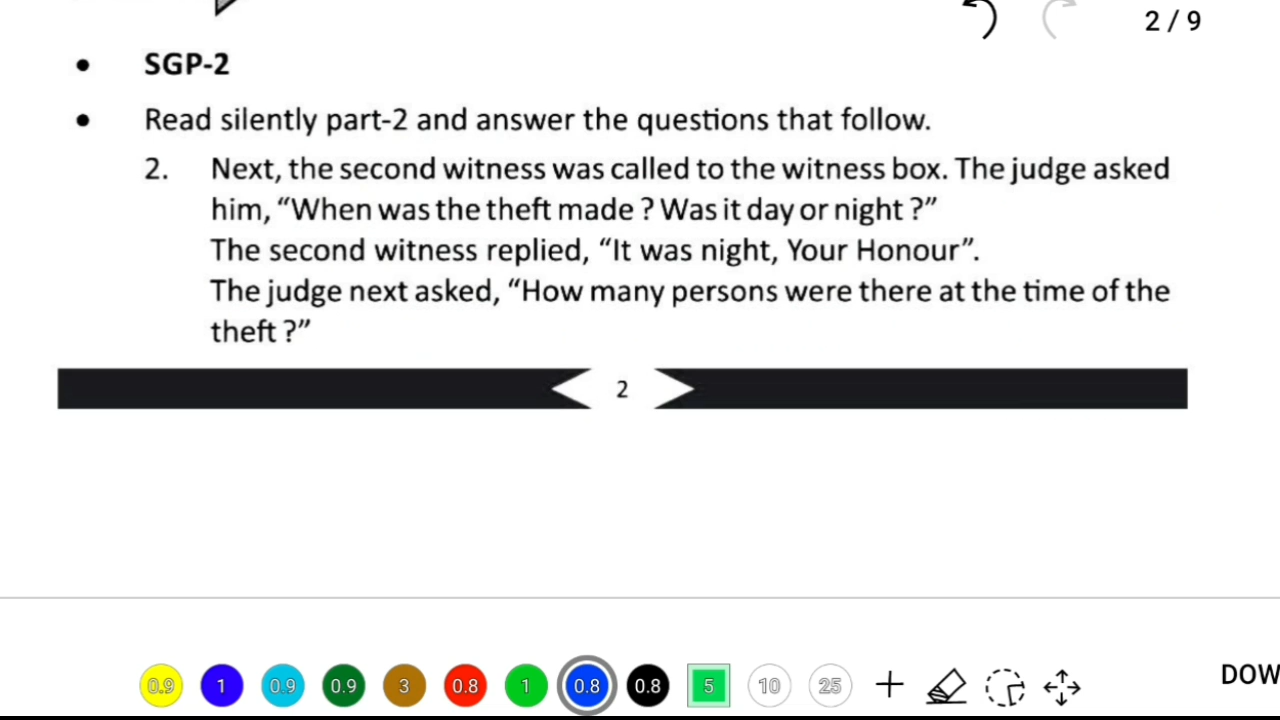 2 / 9
• SGP-2
• Read silently part-2 and answer the questions that follow.
2. Next, the second witness was called to the witness box. The judge asked
him, “When was the theft made ? Was it day or night ?”
The second witness replied, “It was night, Your Honour”.
The judge next asked, “How many persons were there at the time of the
theft ?”
2
0.9 1 0.9 0.9 3 0.8 1 0.8 0.8 5 10 25 DOW